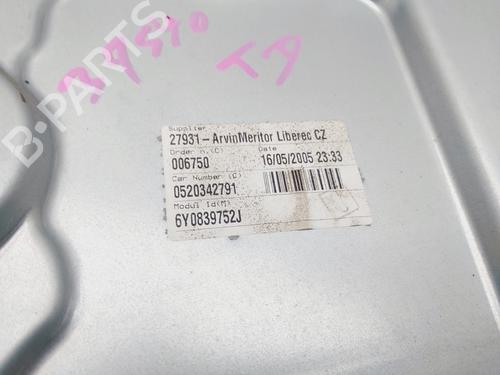 B-PARTS
Supplier
27931-ArvinMeritor Liberec CZ
Order n.(C) Date
006750 16/05/2005 23:33
Car Number (C)
0520342791
Modul Id(M)
6Y0839752J